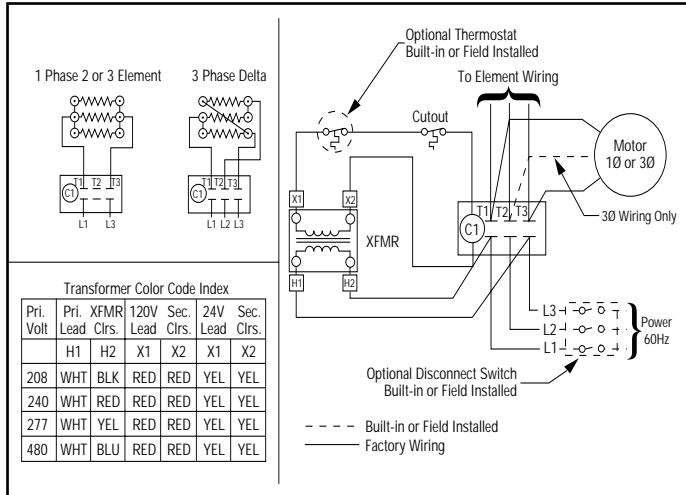 1 Phase 2 or 3 Element
3 Phase Delta
T1 T2 T3
C1
L1 L3
T1 T2 T3
C1
L1 L2 L3
Transformer Color Code Index
Pri. Pri. XFMR 120V Sec. 24V Sec.
Volt Lead Clrs. Lead Clrs. Lead Clrs.
H1 H2 X1 X2 X1 X2
208 WHT BLK RED RED YEL YEL
240 WHT RED RED RED YEL YEL
277 WHT YEL RED RED YEL YEL
480 WHT BLU RED RED YEL YEL
Optional Thermostat
Built-in or Field Installed
To Element Wiring
Cutout
Motor
1Ø or 3Ø
X1 X2
T1 T2 T3
3Ø Wiring Only
C1
XFMR
H1 H2
L3
L2
L1
Power
60Hz
Optional Disconnect Switch
Built-in or Field Installed
Built-in or Field Installed
Factory Wiring